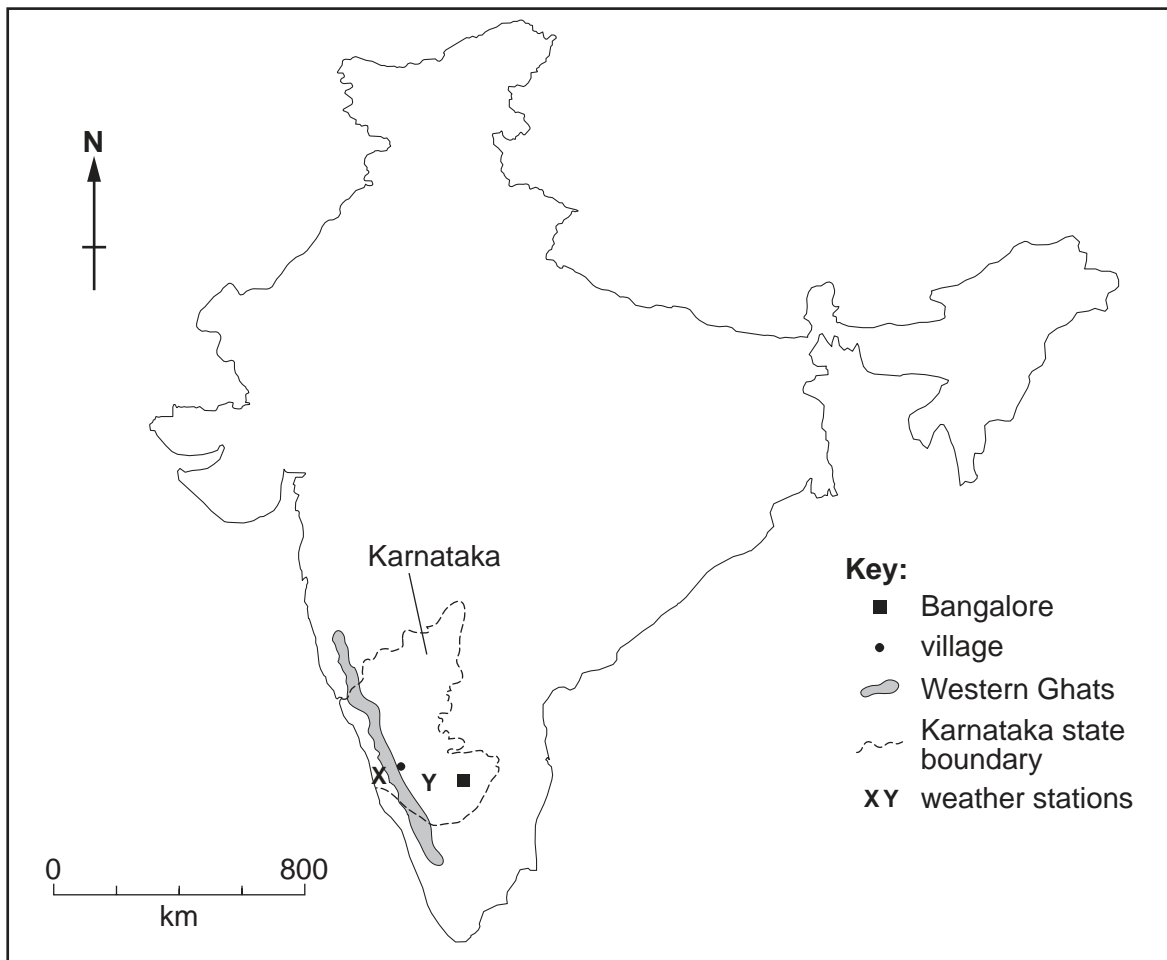 N
Karnataka
Key:
Bangalore
village
Western Ghats
Karnataka state
boundary
X Y weather stations
X
Y
0 800
km